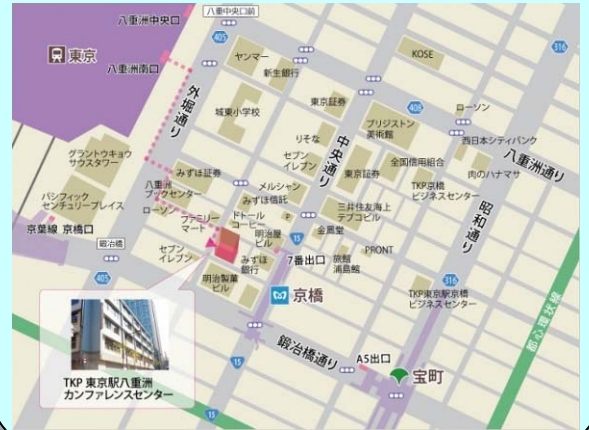 八重洲中央口
八重洲中央口前
405
316
東京
ヤンマー
KOSE
八重洲南口
新生銀行
外堀通り
城東小学校
東京証券
408
ローソン
ブリジストン
美術館
中央通り
りそな
西日本シティバンク
八重洲通り
グラントウキョウ
サウスタワー
みずほ証券
セブン
イレブン
東京証券
全国信用組合
肉のハナマサ
八重洲
ブックセンター
メルシャン
TKP京橋
ビジネスセンター
昭和通り
パシフィック
センチュリープレイス
みずほ信託
三井住友海上
テプコビル
ローソン
ファミリー
マート
ドトール
コーヒー
P
金鳳堂
京葉線 京橋口
鍛冶橋
明治屋
ビル
15
セブン
イレブン
みずほ
銀行
7番出口
旅館
浦島館
PRONT
405
明治製菓
ビル
京橋
316
TKP東京駅京橋
ビジネスセンター
都心環状線
鍛冶橋通り
A5出口
宝町
15
TKP 東京駅八重洲
カンファレンスセンター
15